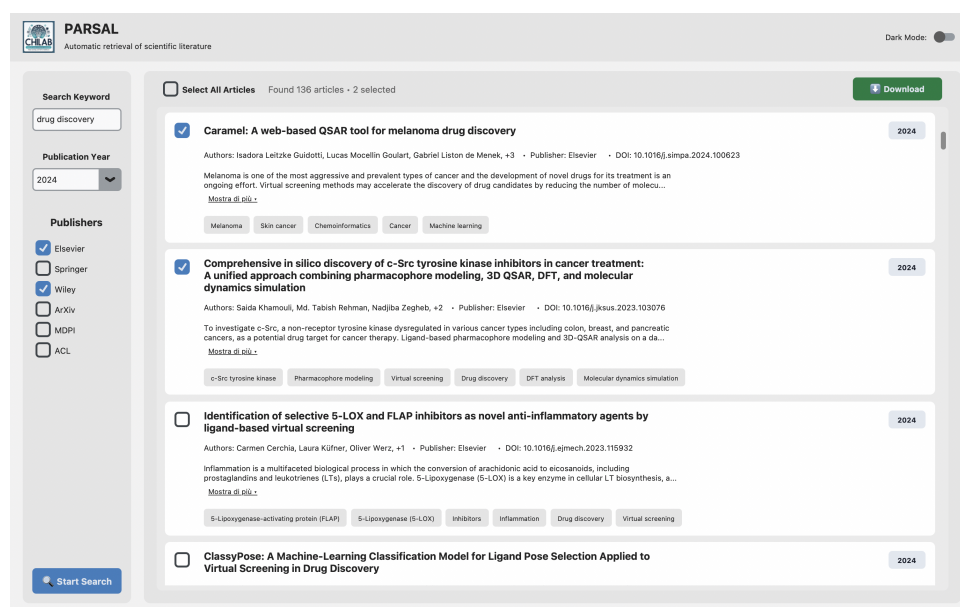 CHILAB
PARSAL
Automatic retrieval of scientific literature
Dark Mode:
Search Keyword
drug discovery
Publication Year
2024
Publishers
Elsevier
Springer
Wiley
ArXiv
MDPI
ACL
Start Search
Select All Articles Found 136 articles • 2 selected
Download
Caramel: A web-based QSAR tool for melanoma drug discovery
2024
Authors: Isadora Leitzke Guidotti, Lucas Mocellin Goulart, Gabriel Liston de Menek, +3 • Publisher: Elsevier • DOI: 10.1016/j.simpa.2024.100623
Melanoma is one of the most aggressive and prevalent types of cancer and the development of novel drugs for its treatment is an
ongoing effort. Virtual screening methods may accelerate the discovery of drug candidates by reducing the number of molecu...
Mostra di più ▾
Melanoma Skin cancer Chemoinformatics Cancer Machine learning
Comprehensive in silico discovery of c-Src tyrosine kinase inhibitors in cancer treatment:
A unified approach combining pharmacophore modeling, 3D QSAR, DFT, and molecular
dynamics simulation
2024
Authors: Saida Khamouli, Md. Tabish Rehman, Nadjiba Zegheb, +2 • Publisher: Elsevier • DOI: 10.1016/j.jksus.2023.103076
To investigate c-Src, a non-receptor tyrosine kinase dysregulated in various cancer types including colon, breast, and pancreatic
cancers, as a potential drug target for cancer therapy. Ligand-based pharmacophore modeling and 3D-QSAR analysis on a da...
Mostra di più ▾
c-Src tyrosine kinase Pharmacophore modeling Virtual screening Drug discovery DFT analysis Molecular dynamics simulation
Identification of selective 5-LOX and FLAP inhibitors as novel anti-inflammatory agents by
ligand-based virtual screening
2024
Authors: Carmen Cerchia, Laura Küfner, Oliver Werz, +1 • Publisher: Elsevier • DOI: 10.1016/j.ejmech.2023.115932
Inflammation is a multifaceted biological process in which the conversion of arachidonic acid to eicosanoids, including
prostaglandins and leukotrienes (LTs), plays a crucial role. 5-Lipoxygenase (5-LOX) is a key enzyme in cellular LT biosynthesis, a...
Mostra di più ▾
5-Lipoxygenase-activating protein (FLAP) 5-Lipoxygenase (5-LOX) Inhibitors Inflammation Drug discovery Virtual screening
ClassyPose: A Machine-Learning Classification Model for Ligand Pose Selection Applied to
Virtual Screening in Drug Discovery
2024